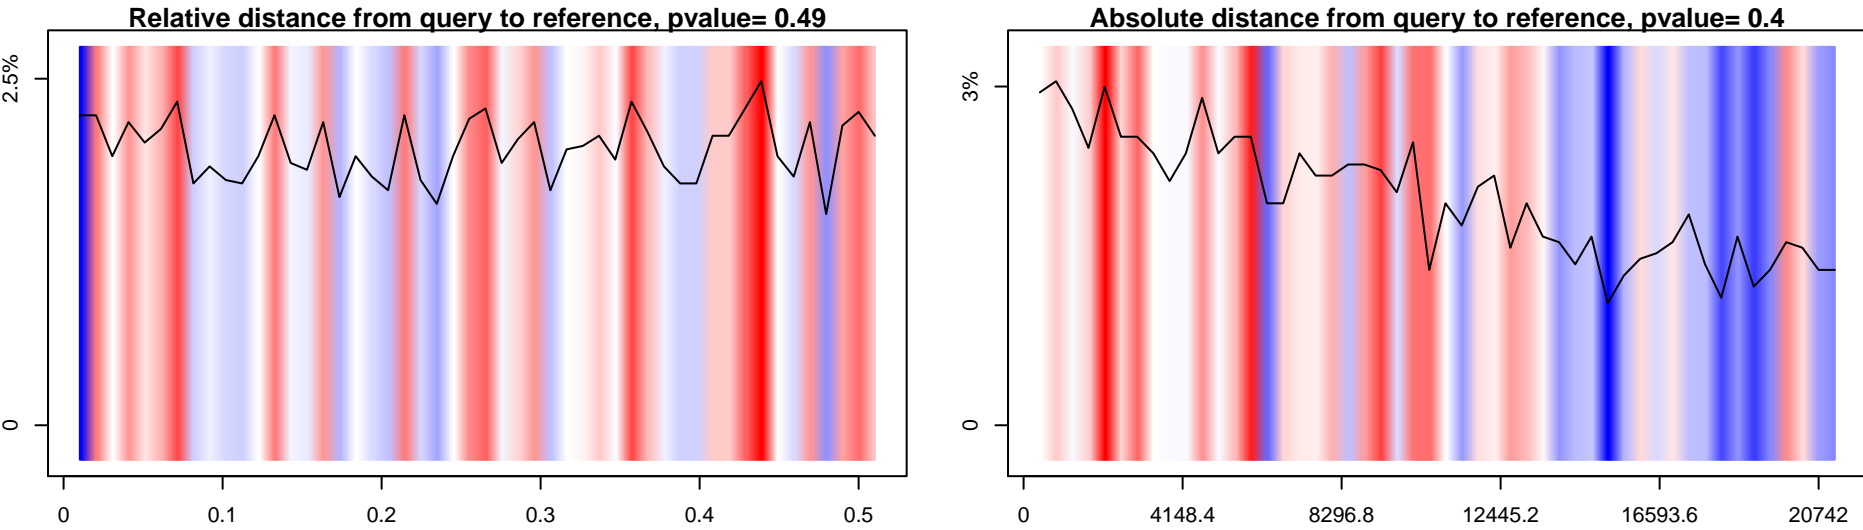 Relative distance from query to reference, pvalue= 0.49
2.5%
0
0 0.1 0.2 0.3 0.4 0.5
Absolute distance from query to reference, pvalue= 0.4
3%
0
0 4148.4 8296.8 12445.2 16593.6 20742